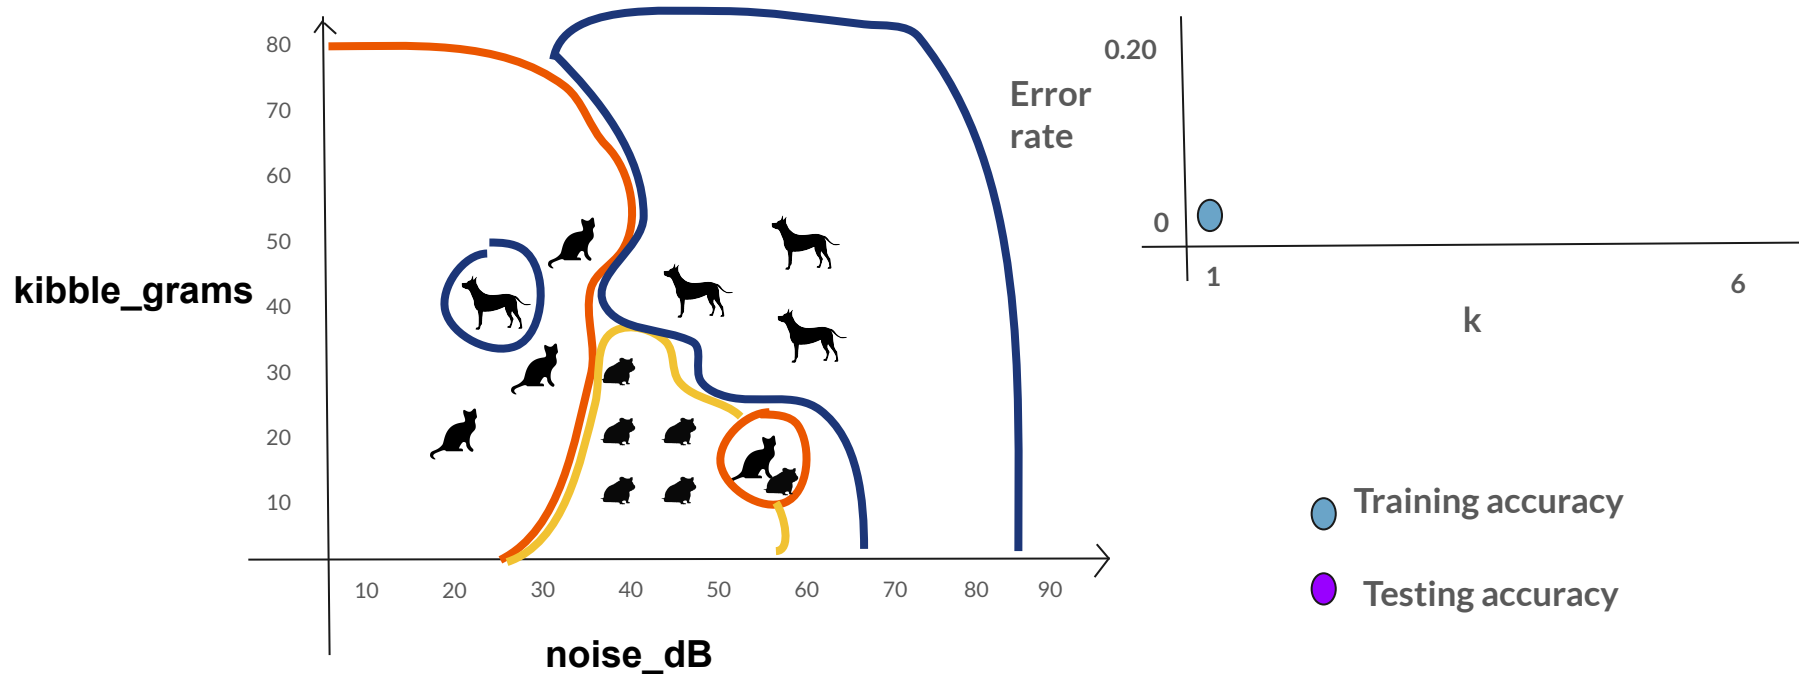 80
70
60
50
40
30
20
10
kibble_grams
10 20 30 40 50 60 70 80 90
noise_dB
0.20
Error
rate
0
1
6
k
Training accuracy
Testing accuracy